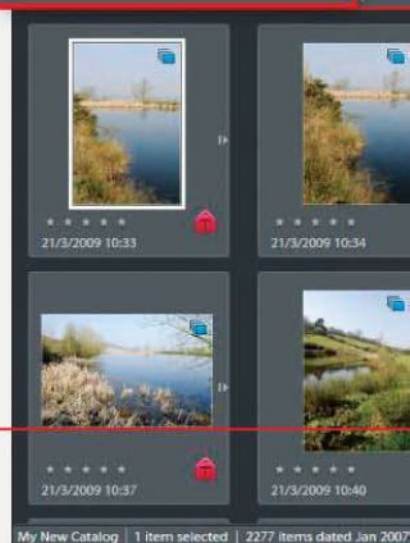 21/3/2009 10:33
21/3/2009 10:34
21/3/2009 10:37
21/3/2009 10:40
My New Catalog | 1 item selected | 2277 items dated Jan 2007